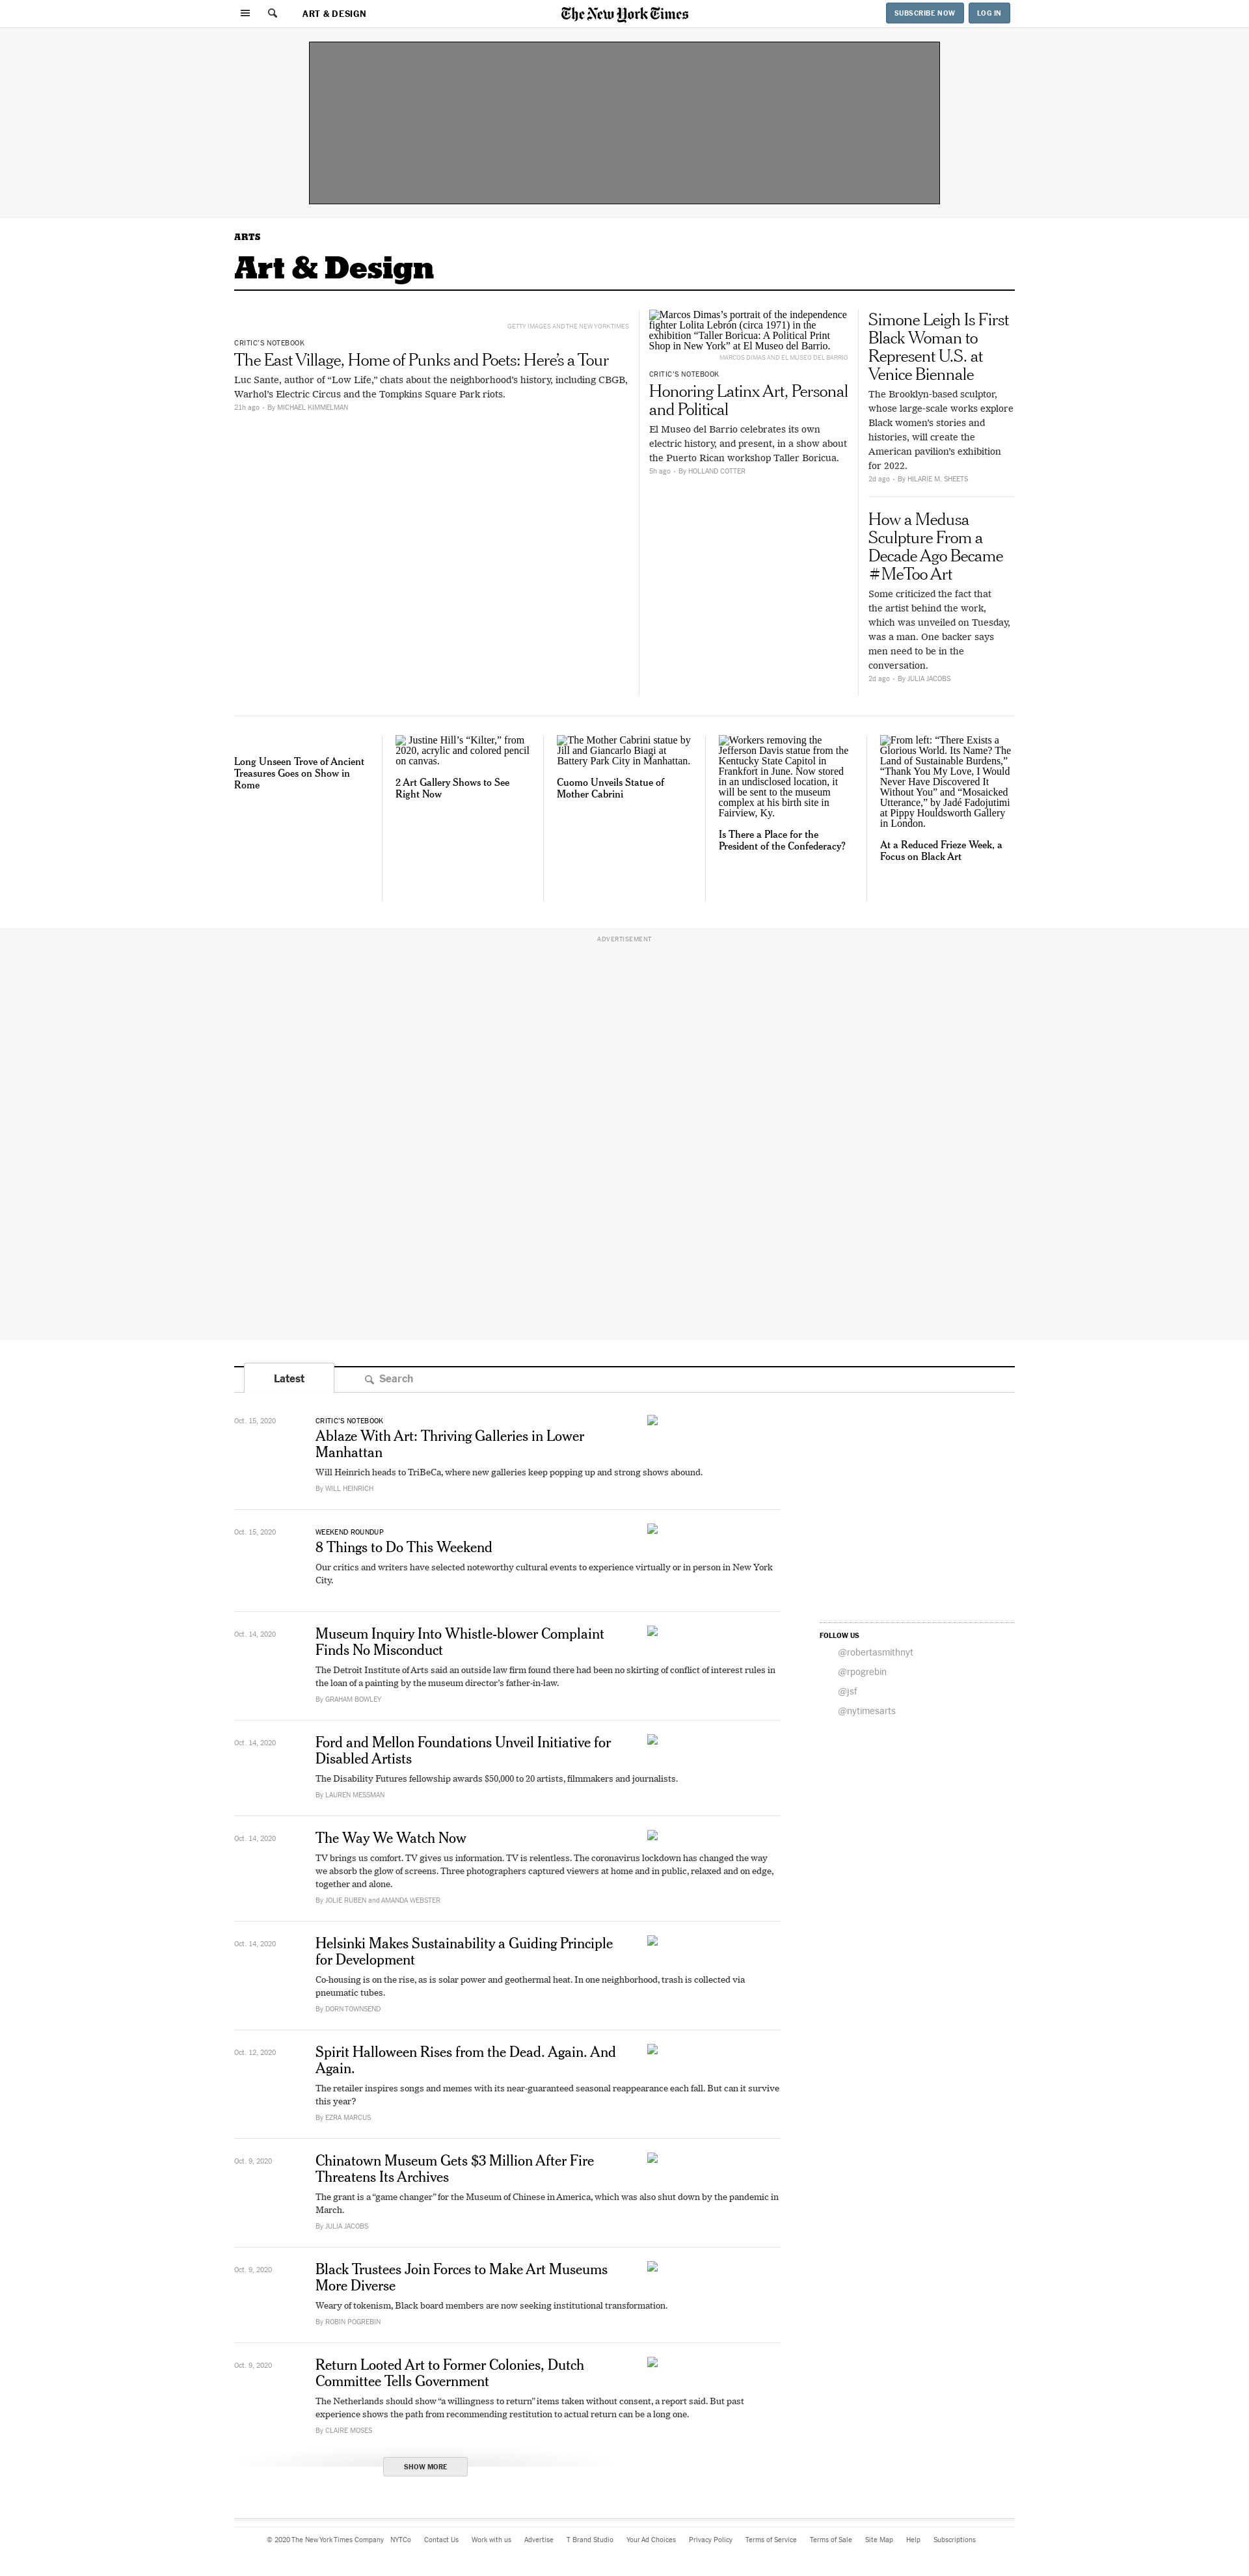 ART & DESIGN
The New York Times
SUBSCRIBE NOW
LOG IN
ARTS
Art & Design
GETTY IMAGES AND THE NEW YORK TIMES
CRITIC'S NOTEBOOK
The East Village, Home of Punks and Poets: Here's a Tour
Luc Sante, author of “Low Life,” chats about the neighborhood's history, including CBGB,
Warhol's Electric Circus and the Tompkins Square Park riots.
21h ago • By MICHAEL KIMMELMAN
Marcos Dimas's portrait of the independence
fighter Lolita Lebrón (circa 1971) in the
exhibition “Taller Boricua: A Political Print
Shop in New York” at El Museo del Barrio.
MARCOS DIMAS AND EL MUSEO DEL BARRIO
CRITIC'S NOTEBOOK
Honoring Latinx Art, Personal
and Political
El Museo del Barrio celebrates its own
electric history, and present, in a show about
the Puerto Rican workshop Taller Boricua.
5h ago • By HOLLAND COTTER
Simone Leigh Is First
Black Woman to
Represent U.S. at
Venice Biennale
The Brooklyn-based sculptor,
whose large-scale works explore
Black women's stories and
histories, will create the
American pavilion's exhibition
for 2022.
2d ago • By HILARIE M. SHEETS
How a Medusa
Sculpture From a
Decade Ago Became
#MeToo Art
Some criticized the fact that
the artist behind the work,
which was unveiled on Tuesday,
was a man. One backer says
men need to be in the
conversation.
2d ago • By JULIA JACOBS
Long Unseen Trove of Ancient
Treasures Goes on Show in
Rome
Justine Hill's “Kilter,” from
2020, acrylic and colored pencil
on canvas.
2 Art Gallery Shows to See
Right Now
The Mother Cabrini statue by
Jill and Giancarlo Biagi at
Battery Park City in Manhattan.
Cuomo Unveils Statue of
Mother Cabrini
Workers removing the
Jefferson Davis statue from the
Kentucky State Capitol in
Frankfort in June. Now stored
in an undisclosed location, it
will be sent to the museum
complex at his birth site in
Fairview, Ky.
Is There a Place for the
President of the Confederacy?
From left: “There Exists a
Glorious World. Its Name? The
Land of Sustainable Burdens,”
“Thank You My Love, I Would
Never Have Discovered It
Without You” and “Mosaicked
Utterance,” by Jadé Fadojutimi
at Pippy Houldsworth Gallery
in London.
At a Reduced Frieze Week, a
Focus on Black Art
ADVERTISEMENT
Latest
Search
Oct. 15, 2020
CRITIC'S NOTEBOOK
Ablaze With Art: Thriving Galleries in Lower
Manhattan
Will Heinrich heads to TriBeCa, where new galleries keep popping up and strong shows abound.
By WILL HEINRICH
Oct. 15, 2020
WEEKEND ROUNDUP
8 Things to Do This Weekend
Our critics and writers have selected noteworthy cultural events to experience virtually or in person in New York
City.
Oct. 14, 2020
Museum Inquiry Into Whistle-blower Complaint
Finds No Misconduct
The Detroit Institute of Arts said an outside law firm found there had been no skirting of conflict of interest rules in
the loan of a painting by the museum director's father-in-law.
By GRAHAM BOWLEY
FOLLOW US
@robertasmithnyt
@rpogrebin
@jsf
@nytimesarts
Oct. 14, 2020
Ford and Mellon Foundations Unveil Initiative for
Disabled Artists
The Disability Futures fellowship awards $50,000 to 20 artists, filmmakers and journalists.
By LAUREN MESSMAN
Oct. 14, 2020
The Way We Watch Now
TV brings us comfort. TV gives us information. TV is relentless. The coronavirus lockdown has changed the way
we absorb the glow of screens. Three photographers captured viewers at home and in public, relaxed and on edge,
together and alone.
By JOLIE RUBEN and AMANDA WEBSTER
Oct. 14, 2020
Helsinki Makes Sustainability a Guiding Principle
for Development
Co-housing is on the rise, as is solar power and geothermal heat. In one neighborhood, trash is collected via
pneumatic tubes.
By DORN TOWNSEND
Oct. 12, 2020
Spirit Halloween Rises from the Dead. Again. And
Again.
The retailer inspires songs and memes with its near-guaranteed seasonal reappearance each fall. But can it survive
this year?
By EZRA MARCUS
Oct. 9, 2020
Chinatown Museum Gets $3 Million After Fire
Threatens Its Archives
The grant is a “game changer” for the Museum of Chinese in America, which was also shut down by the pandemic in
March.
By JULIA JACOBS
Oct. 9, 2020
Black Trustees Join Forces to Make Art Museums
More Diverse
Weary of tokenism, Black board members are now seeking institutional transformation.
By ROBIN POGREBIN
Oct. 9, 2020
Return Looted Art to Former Colonies, Dutch
Committee Tells Government
The Netherlands should show “a willingness to return” items taken without consent, a report said. But past
experience shows the path from recommending restitution to actual return can be a long one.
By CLAIRE MOSES
SHOW MORE
© 2020 The New York Times Company NYTCo Contact Us Work with us Advertise T Brand Studio Your Ad Choices Privacy Policy Terms of Service Terms of Sale Site Map Help Subscriptions